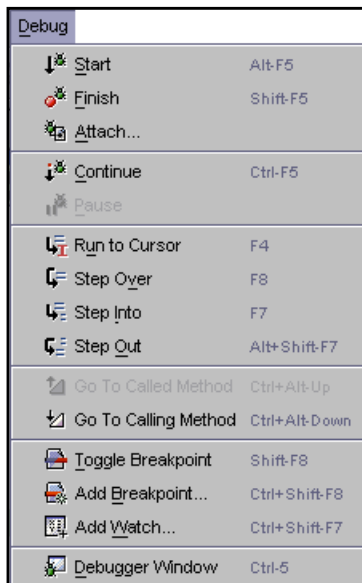 Debug
Start Alt-F5
Finish Shift-F5
Attach...
Continue Ctrl-F5
Pause
Run to Cursor F4
Step Over F8
Step Into F7
Step Out Alt+Shift-F7
Go To Called Method Ctrl+Alt-Up
Go To Calling Method Ctrl+Alt-Down
Toggle Breakpoint Shift-F8
Add Breakpoint... Ctrl+Shift-F8
Add Watch... Ctrl+Shift-F7
Debugger Window Ctrl-5